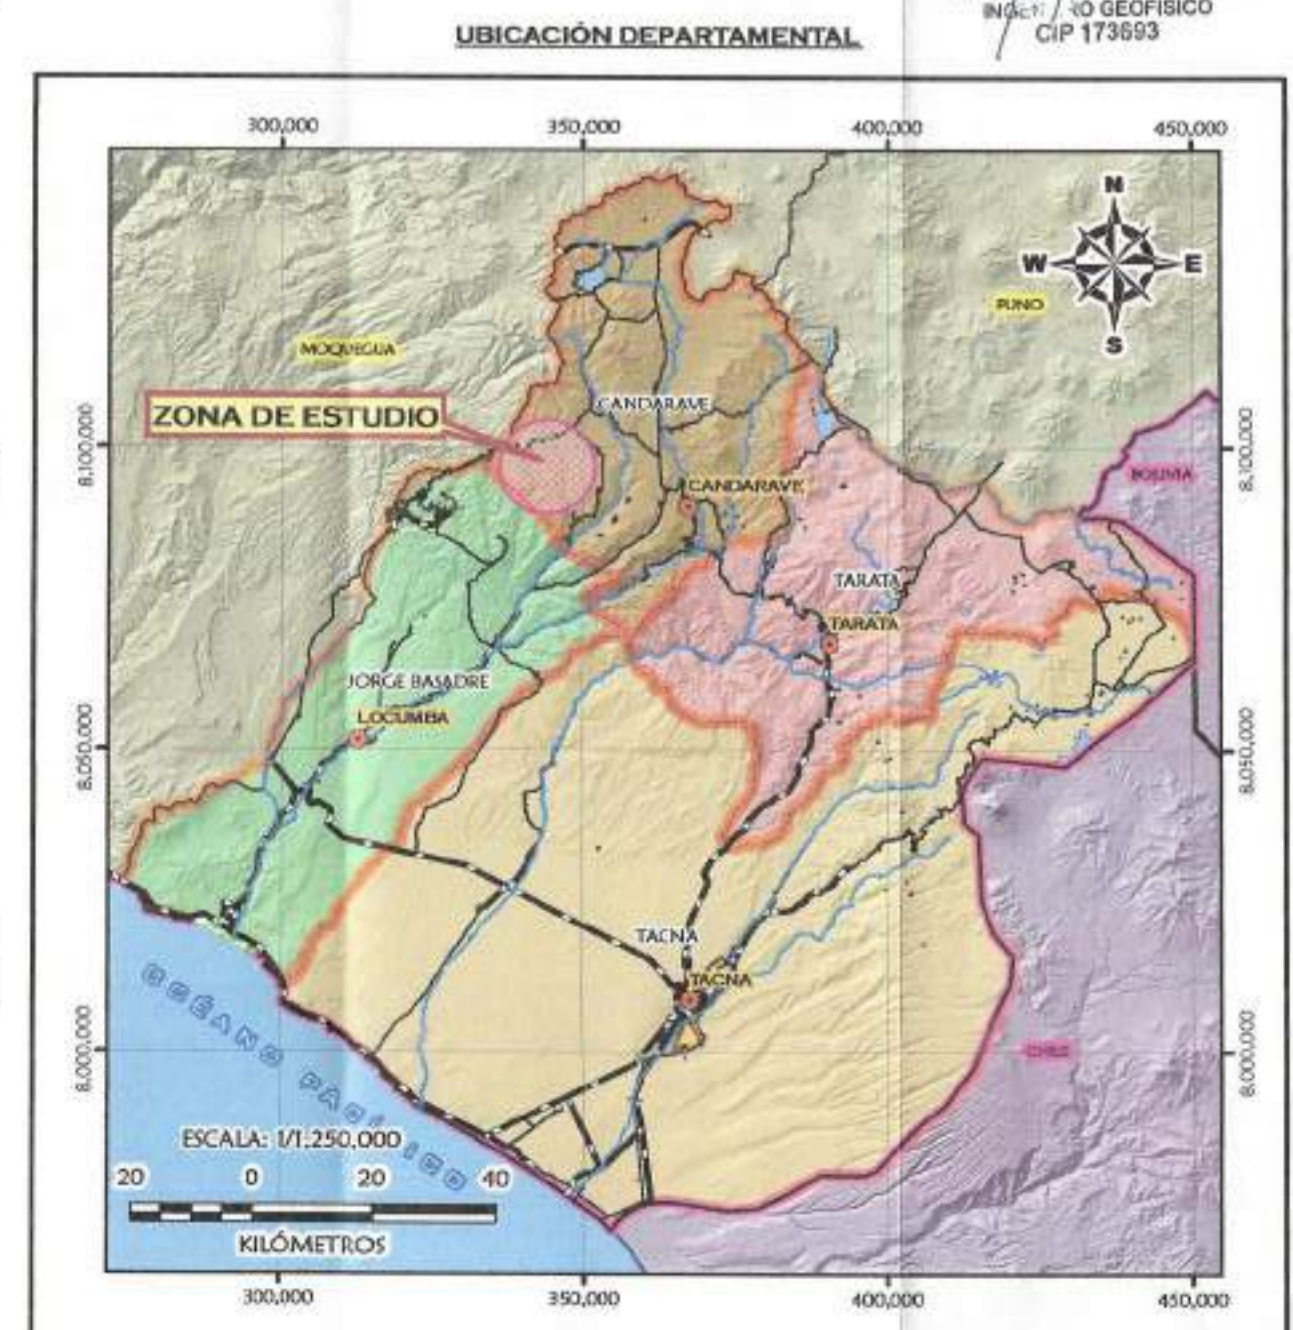 UBICACIÓN DEPARTAMENTAL
GEOFÍSICO
CIP 173693
300,000 350,000 400,000 450,000
N
W E
S
PUNO
MOQUEGUA
ZONA DE ESTUDIO
CANDARAVE
8,100,000
8,100,000
BOLIVIA
CANDARAVE
TARATA
TARATA
JORGE BASADRE
LOCUMBA
8,050,000
8,050,000
TACNA
TACNA
OCÉANO PACÍFICO
8,000,000
CHILE
8,000,000
ESCALA: 1/1,250,000
20 0 20 40
KILÓMETROS
300,000 350,000 400,000 450,000